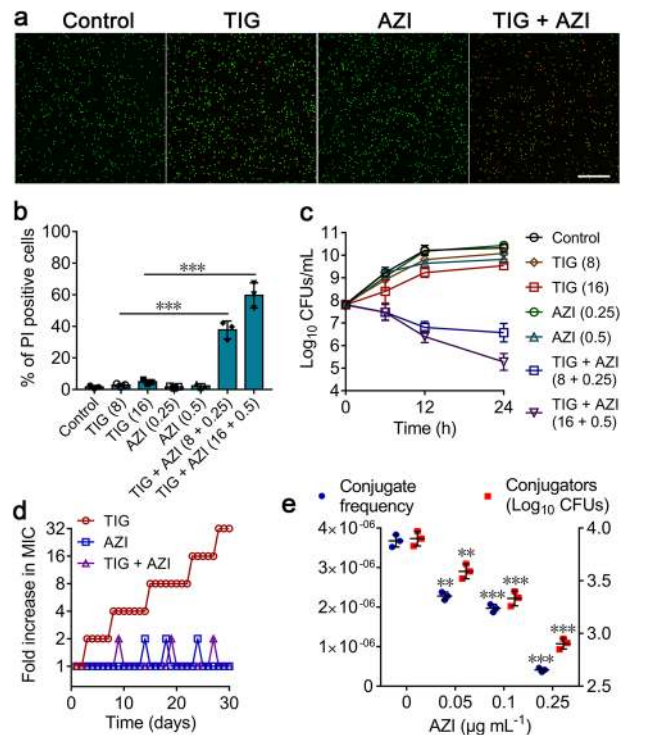 a Control TIG AZI TIG + AZI
b
% of PI positive cells
100
80
60
40
20
0
***
***
Control
TIG (8)
TIG (16)
AZI (0.25)
AZI (0.5)
TIG + AZI (8 + 0.25)
TIG + AZI (16 + 0.5)
c
Log10 CFUs/mL
11
10
9
8
7
6
5
4
0 12 24
Time (h)
Control
TIG (8)
TIG (16)
AZI (0.25)
AZI (0.5)
TIG + AZI
(8 + 0.25)
TIG + AZI
(16 + 0.5)
d
Fold increase in MIC
32
16
8
4
2
1
TIG
AZI
TIG + AZI
0 10 20 30
Time (days)
e
Conjugate
frequency
Conjugators
(Log10 CFUs)
4×10-06
3×10-06
2×10-06
1×10-06
0
4.0
3.5
3.0
2.5
** **
*** ***
*** ***
0 0.05 0.1 0.25
AZI (μg mL-1)